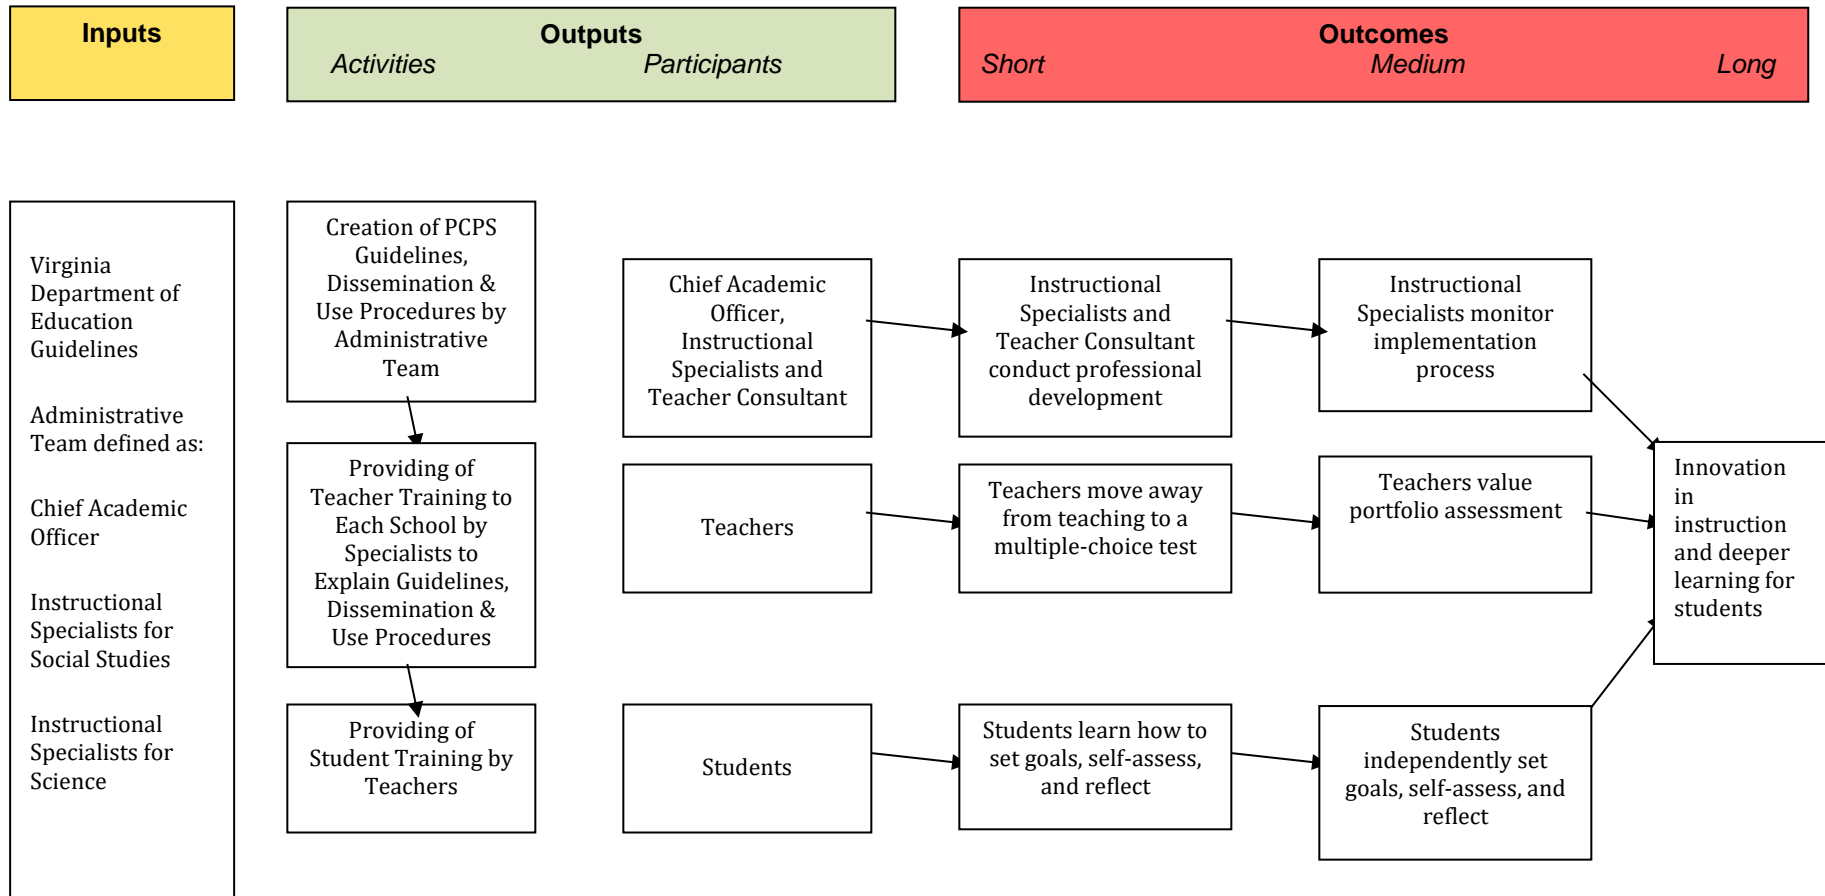 Inputs
Outputs
Activities
Participants
Outcomes
Short
Medium
Long
Virginia
Department of
Education
Guidelines
Administrative
Team defined as:
Chief Academic
Officer
Instructional
Specialists for
Social Studies
Instructional
Specialists for
Science
Creation of PCPS
Guidelines,
Dissemination &
Use Procedures by
Administrative
Team
Providing of
Teacher Training to
Each School by
Specialists to
Explain Guidelines,
Dissemination &
Use Procedures
Providing of
Student Training by
Teachers
Chief Academic
Officer,
Instructional
Specialists and
Teacher Consultant
Instructional
Specialists and
Teacher Consultant
conduct professional
development
Instructional
Specialists monitor
implementation
process
Teachers
Teachers move away
from teaching to a
multiple-choice test
Teachers value
portfolio assessment
Students
Students learn how to
set goals, self-assess,
and reflect
Students
independently set
goals, self-assess, and
reflect
Innovation
in
instruction
and deeper
learning for
students